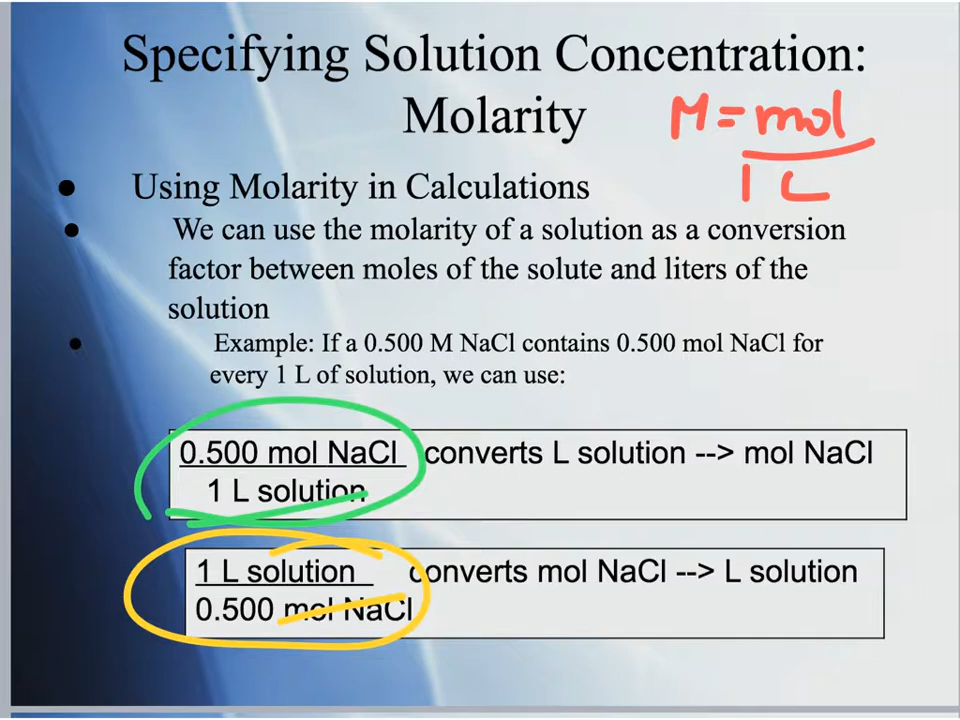 Specifying Solution Concentration:
Molarity
M = mol
1 L
● Using Molarity in Calculations
● We can use the molarity of a solution as a conversion
factor between moles of the solute and liters of the
solution
● Example: If a 0.500 M NaCl contains 0.500 mol NaCl for
every 1 L of solution, we can use:
0.500 mol NaCl converts L solution --> mol NaCl
1 L solution
1 L solution converts mol NaCl --> L solution
0.500 mol NaCl